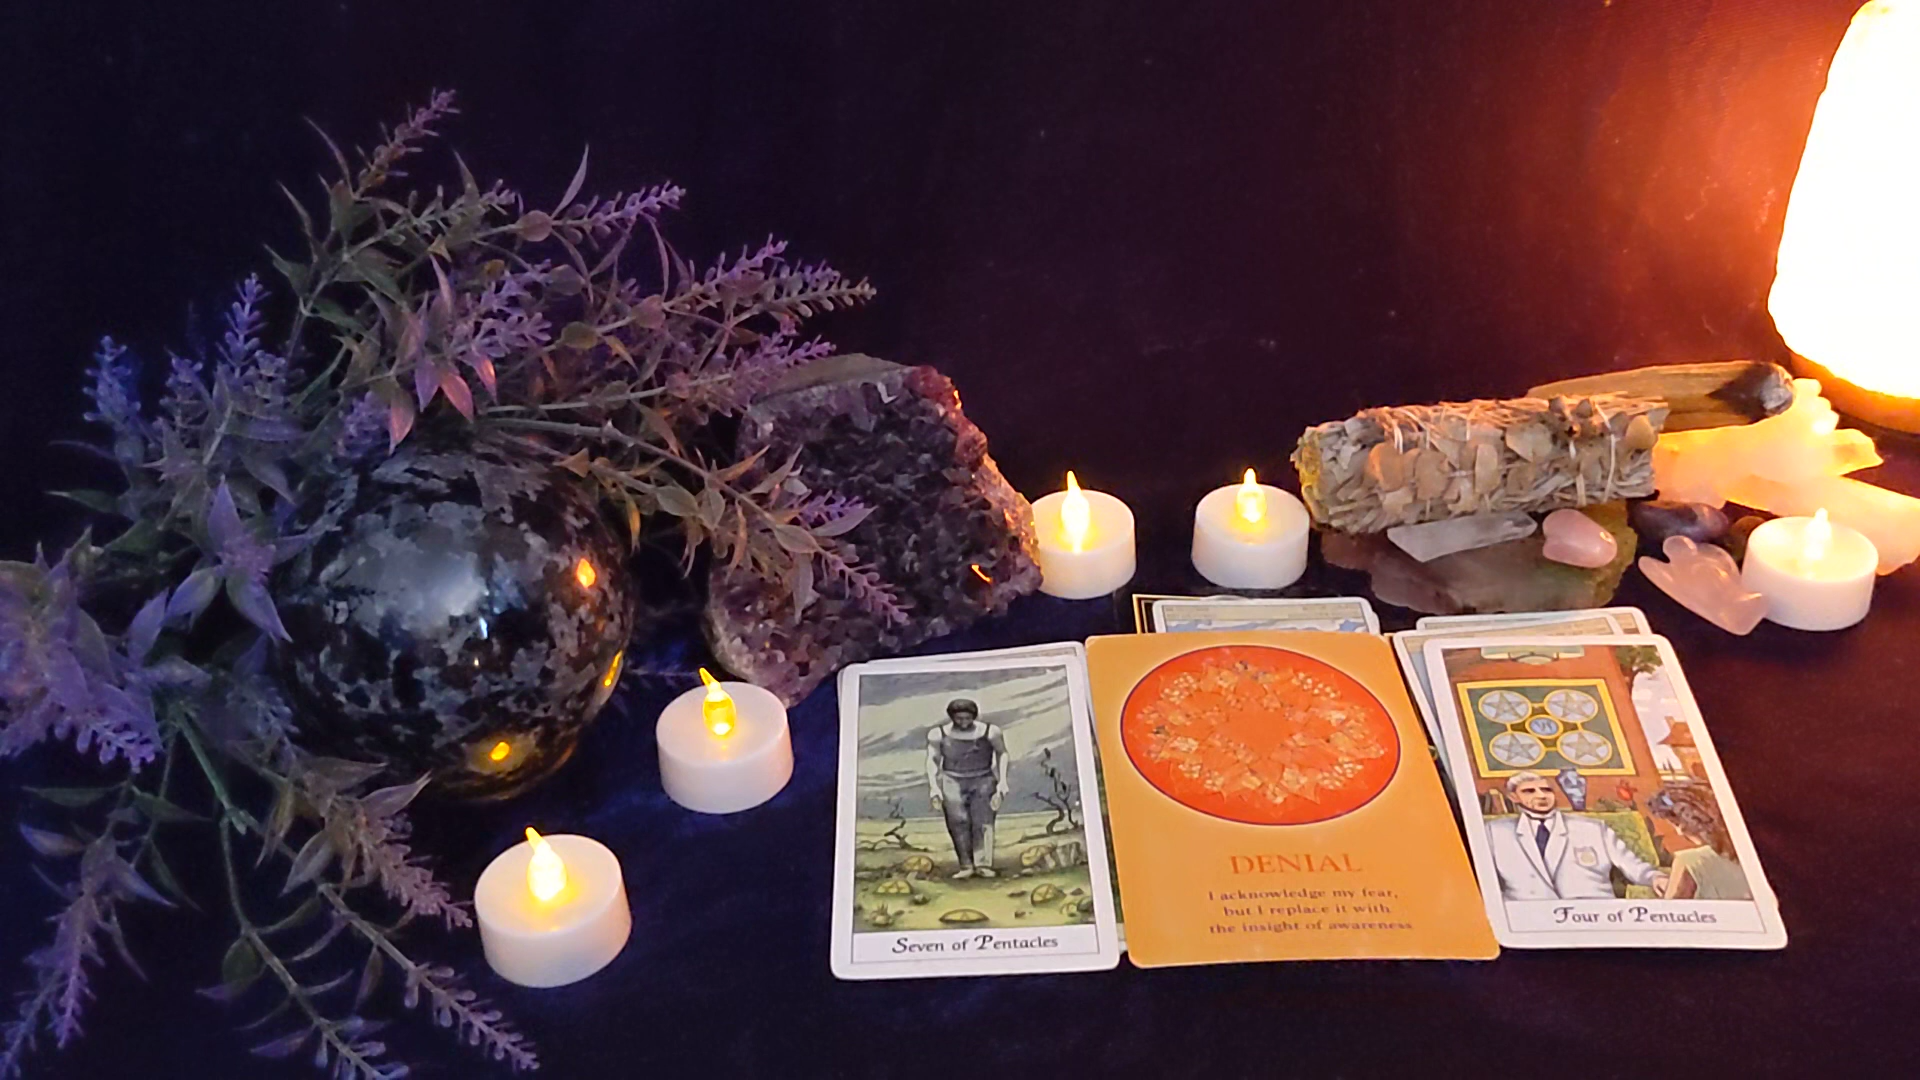 Seven of Pentacles
DENIAL
I acknowledge my fear,
but I replace it with
the insight of awareness
Four of Pentacles